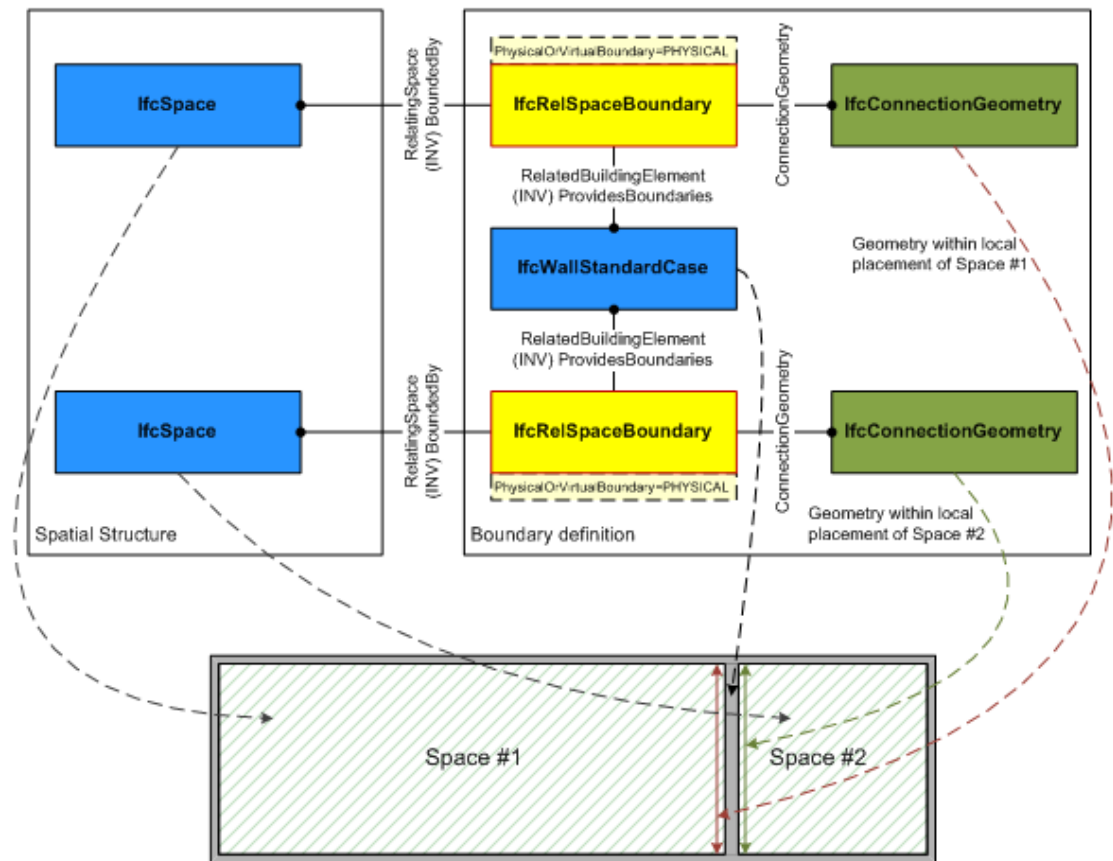 PhysicalOrVirtualBoundary=PHYSICAL
IfcSpace
RelatingSpace
(INV) BoundedBy
IfcRelSpaceBoundary
ConnectionGeometry
IfcConnectionGeometry
RelatedBuildingElement
(INV) ProvidesBoundaries
IfcWallStandardCase
Geometry within local
placement of Space #1
RelatedBuildingElement
(INV) ProvidesBoundaries
IfcSpace
RelatingSpace
(INV) BoundedBy
IfcRelSpaceBoundary
ConnectionGeometry
IfcConnectionGeometry
PhysicalOrVirtualBoundary=PHYSICAL
Geometry within local
placement of Space #2
Spatial Structure
Boundary definition
Space #1
Space #2